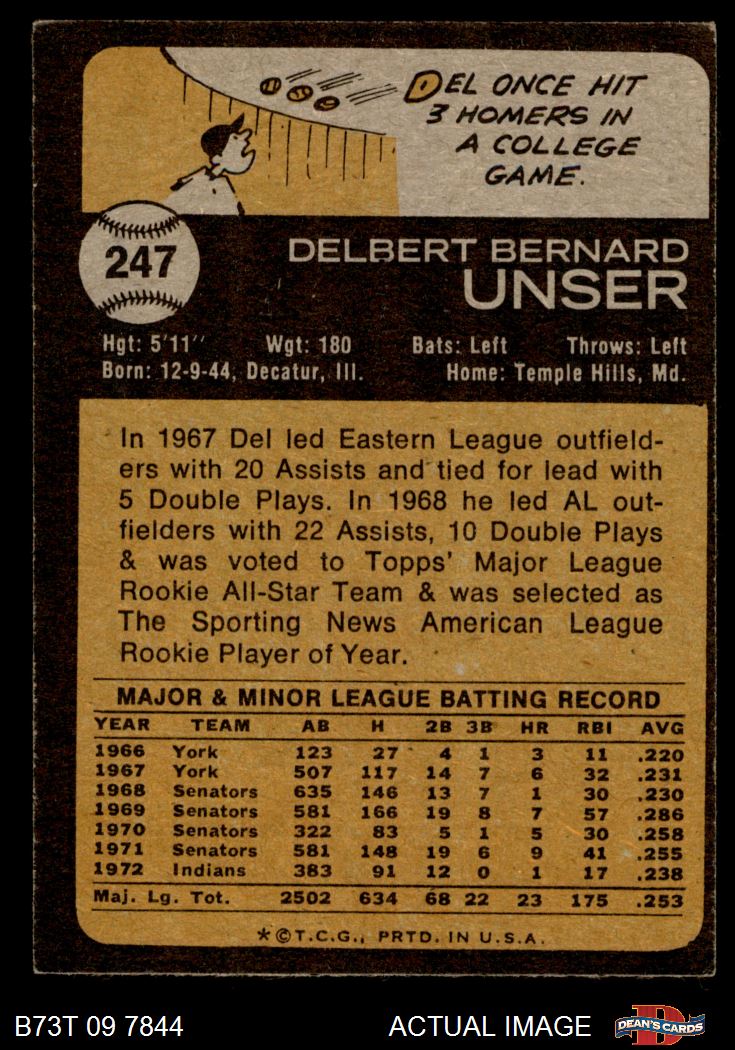 DEL ONCE HIT
3 HOMERS IN
A COLLEGE
GAME.
247
DELBERT BERNARD
UNSER
Hgt: 5'11'' Wgt: 180 Bats: Left Throws: Left
Born: 12-9-44, Decatur, Ill. Home: Temple Hills, Md.
In 1967 Del led Eastern League outfield-
ers with 20 Assists and tied for lead with
5 Double Plays. In 1968 he led AL out-
fielders with 22 Assists, 10 Double Plays
& was voted to Topps' Major League
Rookie All-Star Team & was selected as
The Sporting News American League
Rookie Player of Year.
MAJOR & MINOR LEAGUE BATTING RECORD
YEAR TEAM AB H 2B 3B HR RBI AVG
1966 York 123 27 4 1 3 11 .220
1967 York 507 117 14 7 6 32 .231
1968 Senators 635 146 13 7 1 30 .230
1969 Senators 581 166 19 8 7 57 .286
1970 Senators 322 83 5 1 5 30 .258
1971 Senators 581 148 19 6 9 41 .255
1972 Indians 383 91 12 0 1 17 .238
Maj. Lg. Tot. 2502 634 68 22 23 175 .253
*©T.C.G., PRTD. IN U.S.A.
B73T 09 7844 ACTUAL IMAGE DEAN'S CARDS